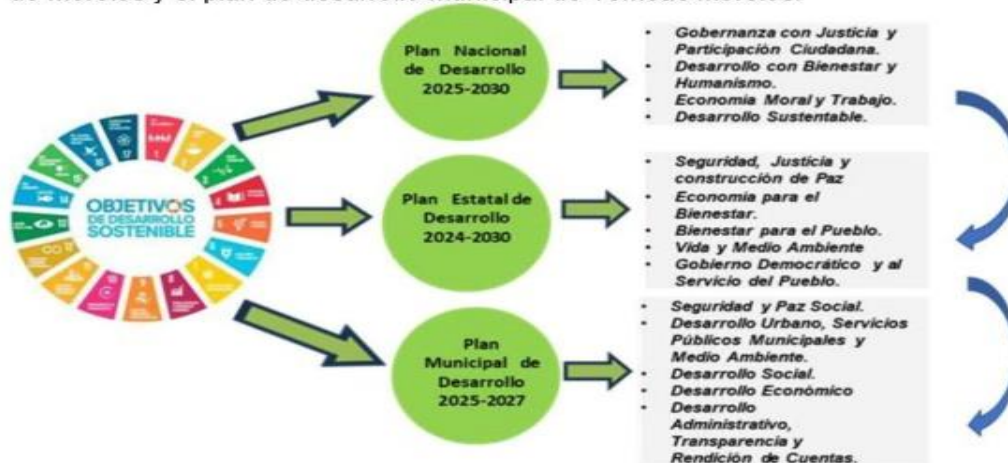 Plan Nacional
de Desarrollo
2025-2030
Gobernanza con Justicia y
Participación Ciudadana.
Desarrollo con Bienestar y
Humanismo.
Economía Moral y Trabajo.
Desarrollo Sustentable.
OBJETIVOS
DE DESARROLLO
SOSTENIBLE
Plan Estatal de
Desarrollo
2024-2030
Seguridad, Justicia y
construcción de Paz
Economía para el
Bienestar.
Bienestar para el Pueblo.
Vida y Medio Ambiente
Gobierno Democrático y al
Servicio del Pueblo.
Plan
Municipal de
Desarrollo
2025-2027
Seguridad y Paz Social.
Desarrollo Urbano, Servicios
Públicos Municipales y
Medio Ambiente.
Desarrollo Social.
Desarrollo Económico
Desarrollo
Administrativo,
Transparencia y
Rendición de Cuentas.